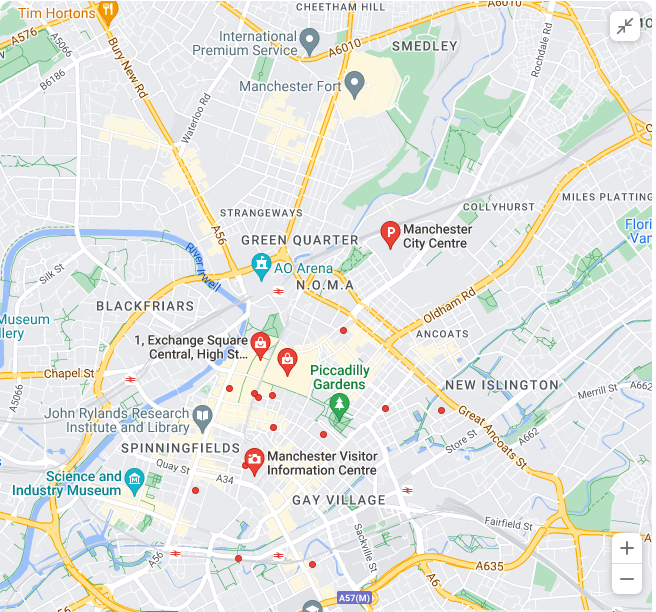 CHEETHAM HILL
Tim Hortons
A6010
A576
A5066
International
Premium Service
A6010
SMEDLEY
Rochdale Rd
Bury New Rd
B6186
Manchester Fort
Waterloo Rd
COLLYHURST
MILES PLATTING
STRANGEWAYS
A56
GREEN QUARTER
P
Manchester
City Centre
River Irwell
AO Arena
Silk St
N.O.M.A
BLACKFRIARS
Oldham Rd
Museum
ANCOATS
1, Exchange Square
Central, High St...
Chapel St
Piccadilly
Gardens
NEW ISLINGTON
Merrill St
A662
A5066
John Rylands Research
Institute and Library
Great Ancoats St
Store St
A662
SPINNINGFIELDS
Manchester Visitor
Information Centre
Quay St
A34
Science and
Industry Museum
GAY VILLAGE
Fairfield St
Sackville St
A56
A635
A6
A57(M)
+
−